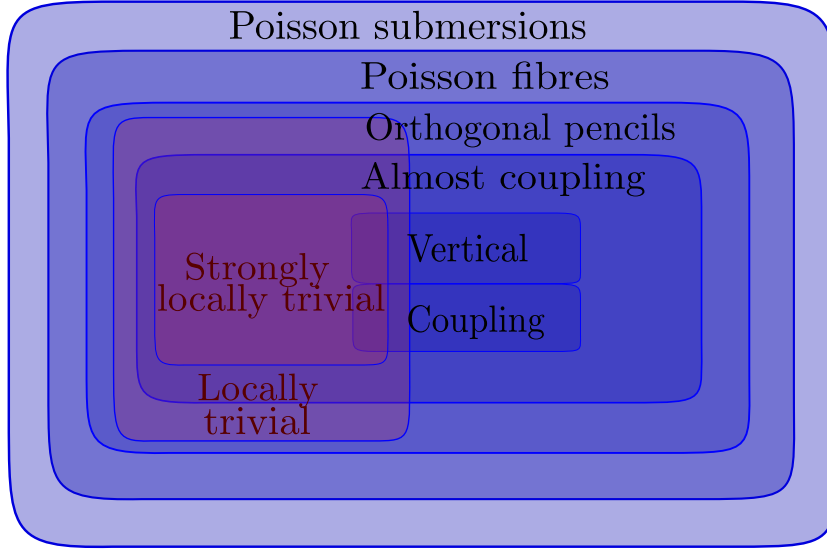 Poisson submersions
Poisson fibres
Orthogonal pencils
Almost coupling
Vertical
Strongly
locally trivial
Coupling
Locally
trivial